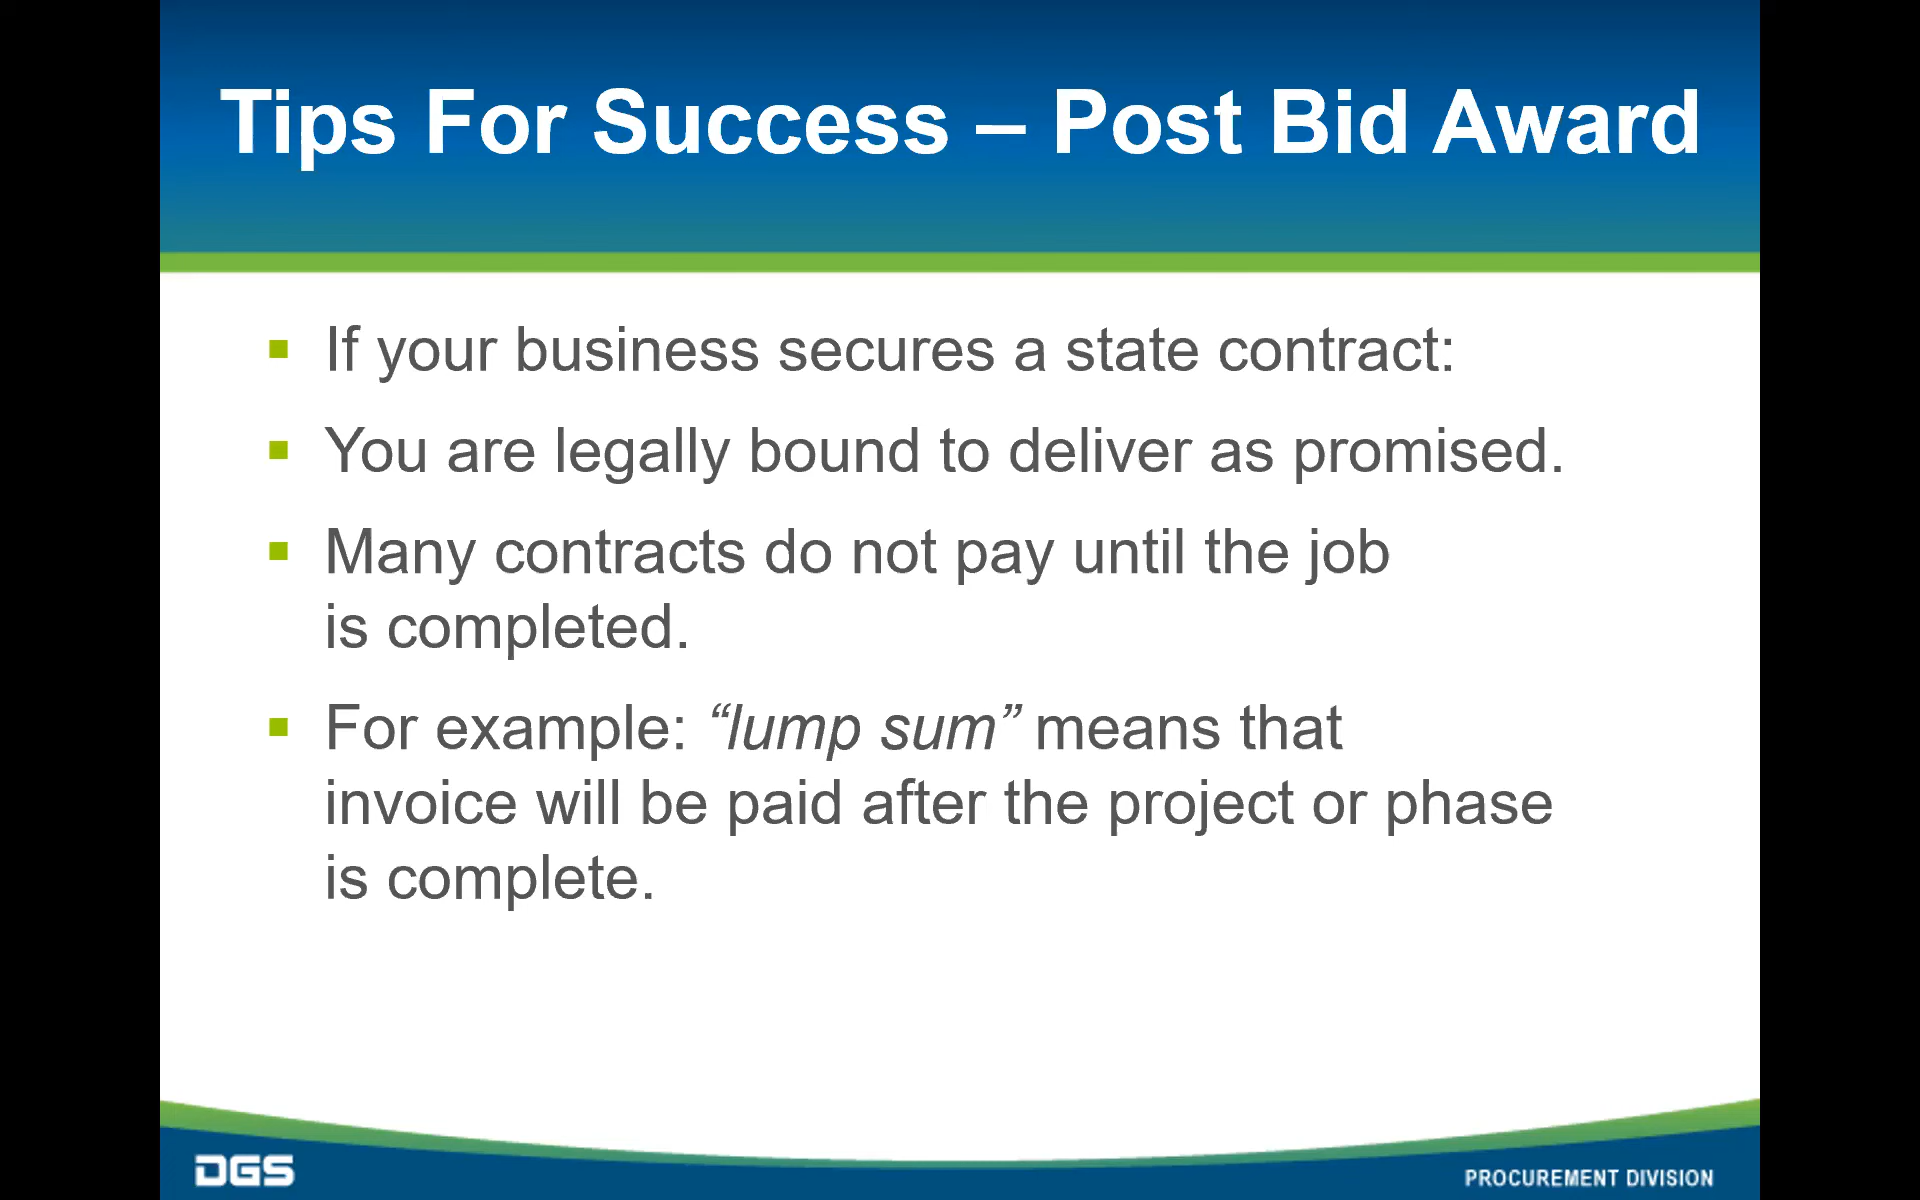 Tips For Success – Post Bid Award
▪ If your business secures a state contract:
▪ You are legally bound to deliver as promised.
▪ Many contracts do not pay until the job
is completed.
▪ For example: “lump sum” means that
invoice will be paid after the project or phase
is complete.
DGS
PROCUREMENT DIVISION